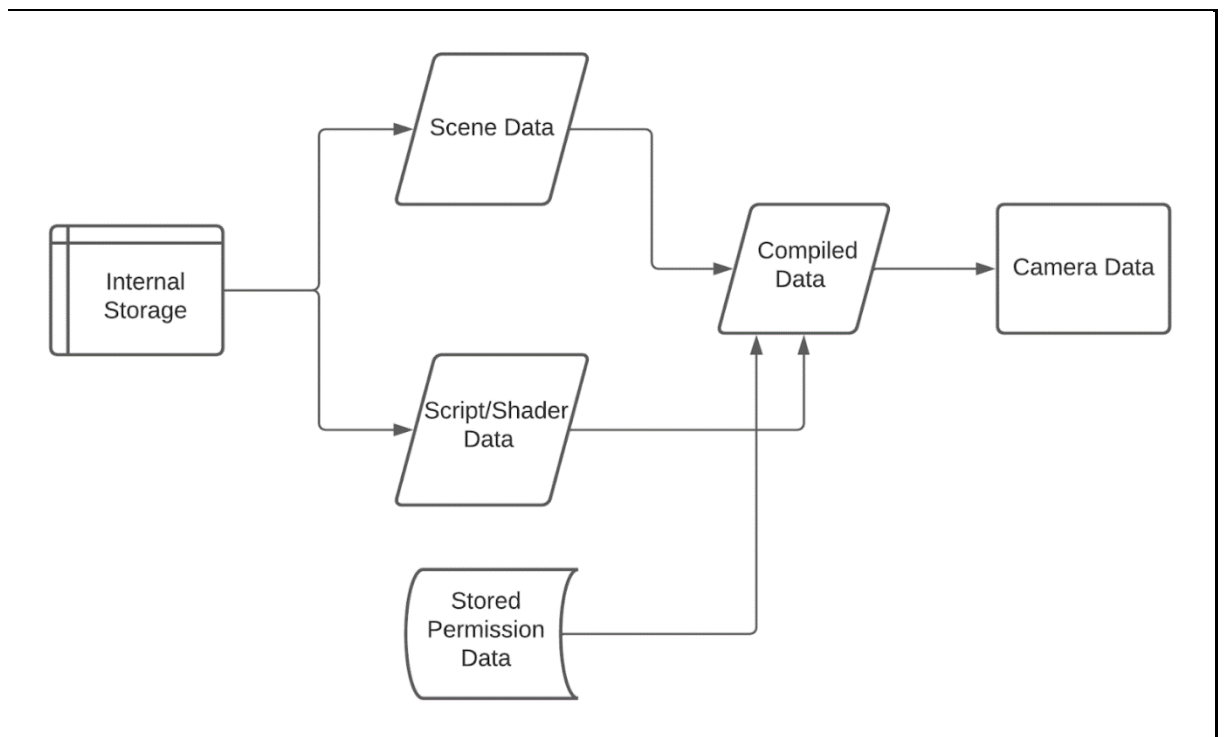 Scene Data
Internal
Storage
Compiled
Data
Camera Data
Script/Shader
Data
Stored
Permission
Data